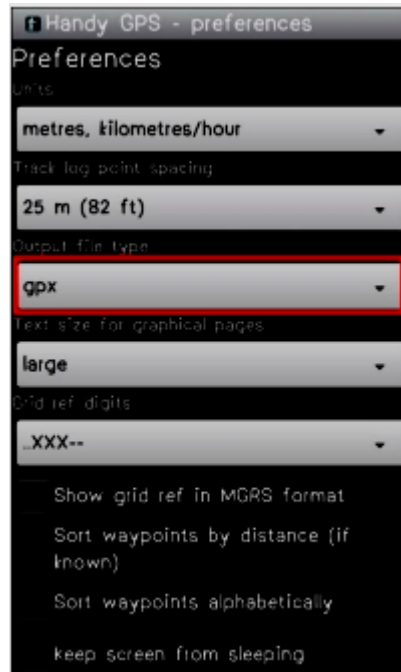 Handy GPS - preferences
Preferences
Units
metres, kilometres/hour
Track log point spacing
25 m (82 ft)
Output file type
gpx
Text size for graphical pages
large
Grid ref digits
..XXX--
Show grid ref in MGRS format
Sort waypoints by distance (if
known)
Sort waypoints alphabetically
keep screen from sleeping